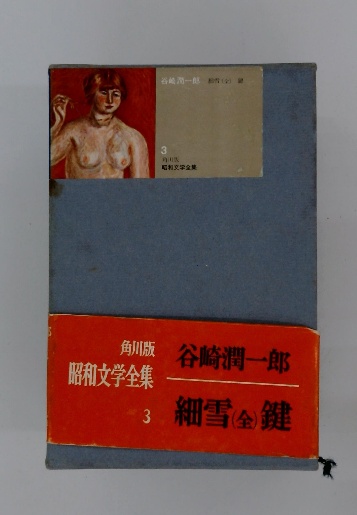 谷崎潤一郎 細雪(全) 鍵
3
角川版
昭和文学全集
角川版
昭和文学全集
3
谷崎潤一郎
細雪(全)鍵